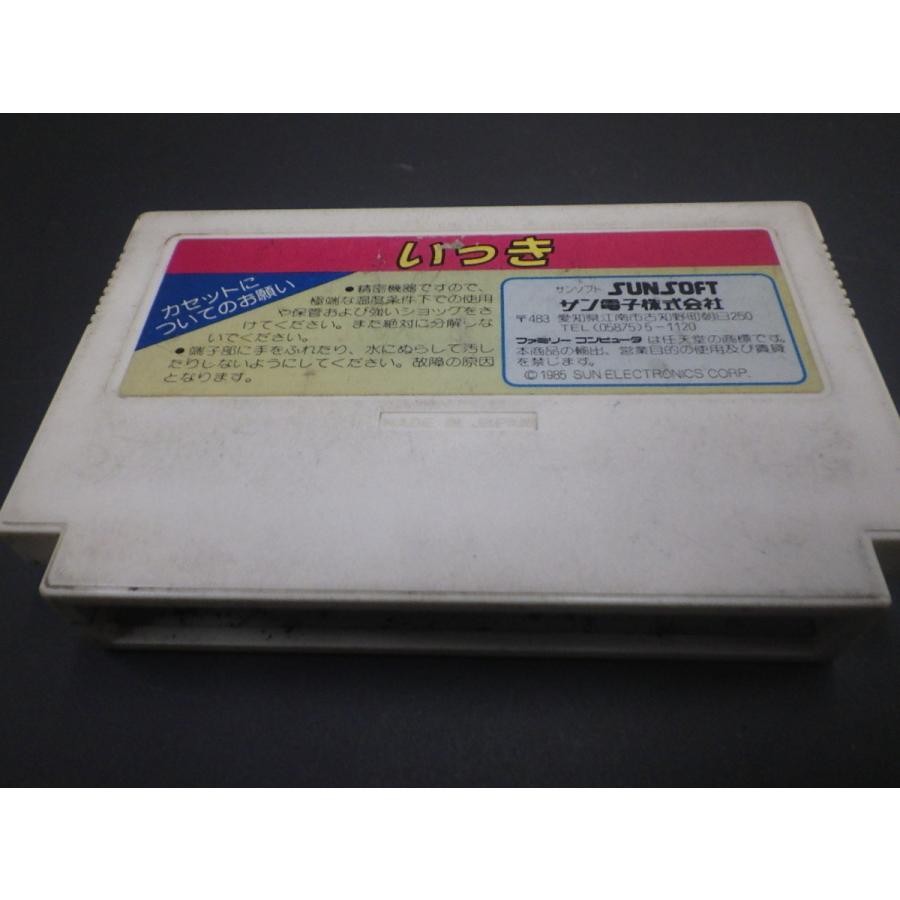 いっき
カセットに
ついてのお願い
●精密機器ですので、
極端な温度条件下での使用
や保管および強いショックをさ
けてください。また絶対に分解しな
いでください。
●端子部に手をふれたり、水にぬらして汚し
たりしないようにしてください。故障の原因
となります。
サンソフト SUNSOFT
サン電子株式会社
〒483 愛知県江南市古知野町朝日250
TEL(05875)5-1120
ファミリー コンピュータ は任天堂の商標です。
本商品の輸出、営業目的の使用及び賃貸
を禁じます。
©1985 SUN ELECTRONICS CORP.
MADE IN JAPAN